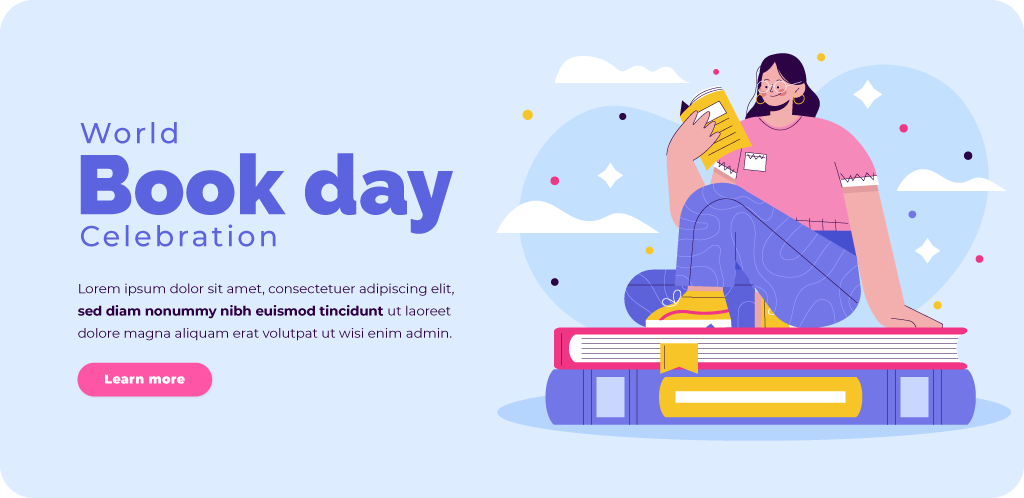 World
Book day
Celebration
Lorem ipsum dolor sit amet, consectetuer adipiscing elit,
sed diam nonummy nibh euismod tincidunt ut laoreet
dolore magna aliquam erat volutpat ut wisi enim admin.
Learn more